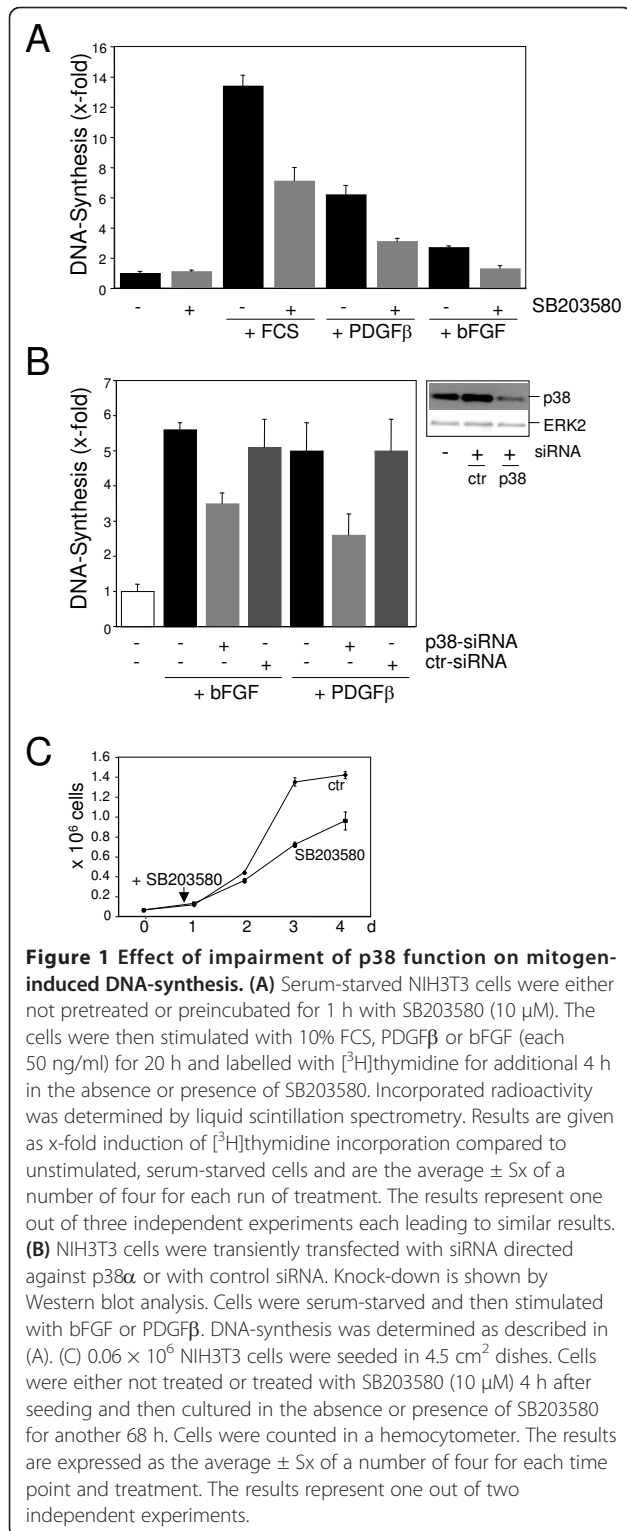 A
DNA-Synthesis (x-fold)
16
14
12
10
8
6
4
2
0
- + - + - + - + SB203580
+ FCS + PDGFβ + bFGF
B
DNA-Synthesis (x-fold)
7
6
5
4
3
2
1
0
p38
ERK2
- + + siRNA
ctr p38
- - + - - + - p38-siRNA
- - - + - - + ctr-siRNA
+ bFGF + PDGFβ
C
x 10⁶ cells
1.6
1.4
1.2
1.0
0.8
0.6
0.4
0.2
0
ctr
SB203580
+ SB203580
0 1 2 3 4 d
Figure 1 Effect of impairment of p38 function on mitogen-
induced DNA-synthesis. (A) Serum-starved NIH3T3 cells were either
not pretreated or preincubated for 1 h with SB203580 (10 μM). The
cells were then stimulated with 10% FCS, PDGFβ or bFGF (each
50 ng/ml) for 20 h and labelled with [³H]thymidine for additional 4 h
in the absence or presence of SB203580. Incorporated radioactivity
was determined by liquid scintillation spectrometry. Results are given
as x-fold induction of [³H]thymidine incorporation compared to
unstimulated, serum-starved cells and are the average ± Sx of a
number of four for each run of treatment. The results represent one
out of three independent experiments each leading to similar results.
(B) NIH3T3 cells were transiently transfected with siRNA directed
against p38α or with control siRNA. Knock-down is shown by
Western blot analysis. Cells were serum-starved and then stimulated
with bFGF or PDGFβ. DNA-synthesis was determined as described in
(A). (C) 0.06 × 10⁶ NIH3T3 cells were seeded in 4.5 cm² dishes. Cells
were either not treated or treated with SB203580 (10 μM) 4 h after
seeding and then cultured in the absence or presence of SB203580
for another 68 h. Cells were counted in a hemocytometer. The results
are expressed as the average ± Sx of a number of four for each time
point and treatment. The results represent one out of two
independent experiments.